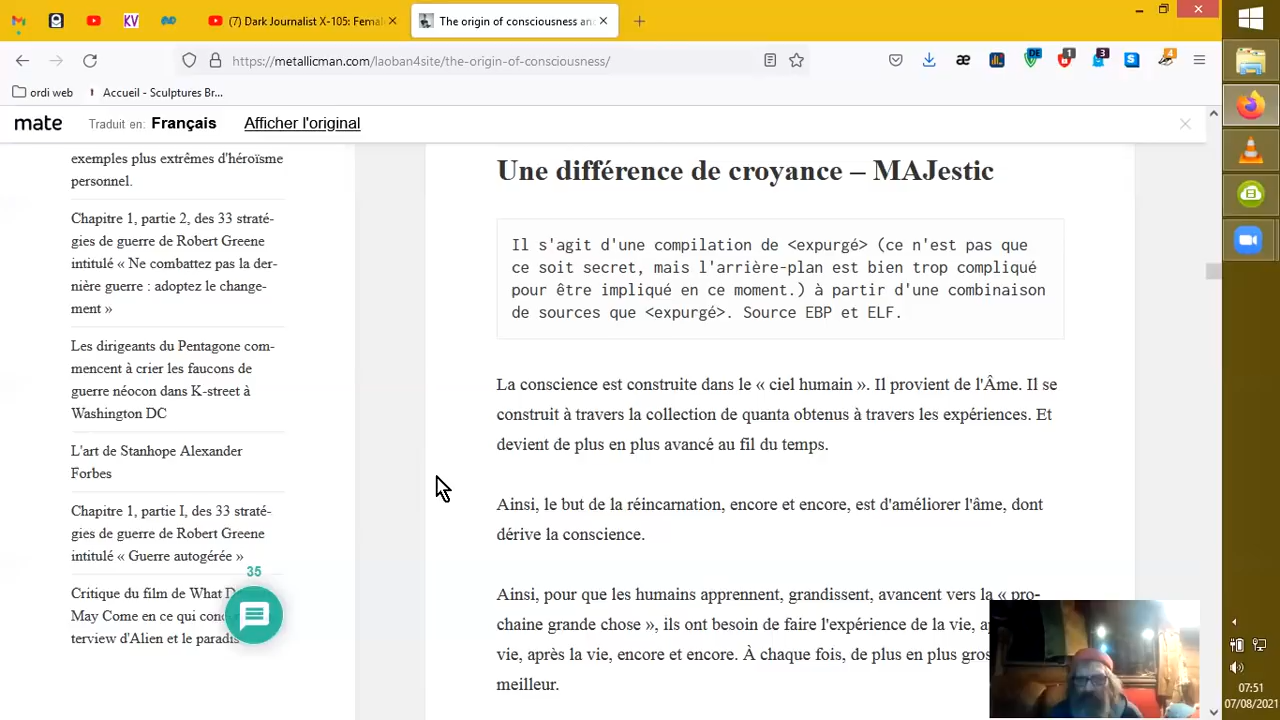 KV
(7) Dark Journalist X-105: Femal
The origin of consciousness and
https://metallicman.com/laoban4site/the-origin-of-consciousness/
ordi web
Accueil - Sculptures Br...
æ
DE
1
3
S
4
mate
Traduit en: Français
Afficher l'original
exemples plus extrêmes d'héroïsme
personnel.
Chapitre 1, partie 2, des 33 straté-
gies de guerre de Robert Greene
intitulé « Ne combattez pas la der-
nière guerre : adoptez le change-
ment »
Les dirigeants du Pentagone com-
mencent à crier les faucons de
guerre néocon dans K-street à
Washington DC
L'art de Stanhope Alexander
Forbes
Chapitre 1, partie I, des 33 straté-
gies de guerre de Robert Greene
intitulé « Guerre autogérée »
35
Critique du film de What
May Come en ce qui
terview d'Alien et le paradis
Une différence de croyance – MAJestic
Il s'agit d'une compilation de <expurgé> (ce n'est pas que
ce soit secret, mais l'arrière-plan est bien trop compliqué
pour être impliqué en ce moment.) à partir d'une combinaison
de sources que <expurgé>. Source EBP et ELF.
La conscience est construite dans le « ciel humain ». Il provient de l'Âme. Il se
construit à travers la collection de quanta obtenus à travers les expériences. Et
devient de plus en plus avancé au fil du temps.
Ainsi, le but de la réincarnation, encore et encore, est d'améliorer l'âme, dont
dérive la conscience.
Ainsi, pour que les humains apprennent, grandissent, avancent vers la « pro-
chaine grande chose », ils ont besoin de faire l'expérience de la vie,
vie, après la vie, encore et encore. À chaque fois, de plus en plus
meilleur.
07:51
07/08/2021